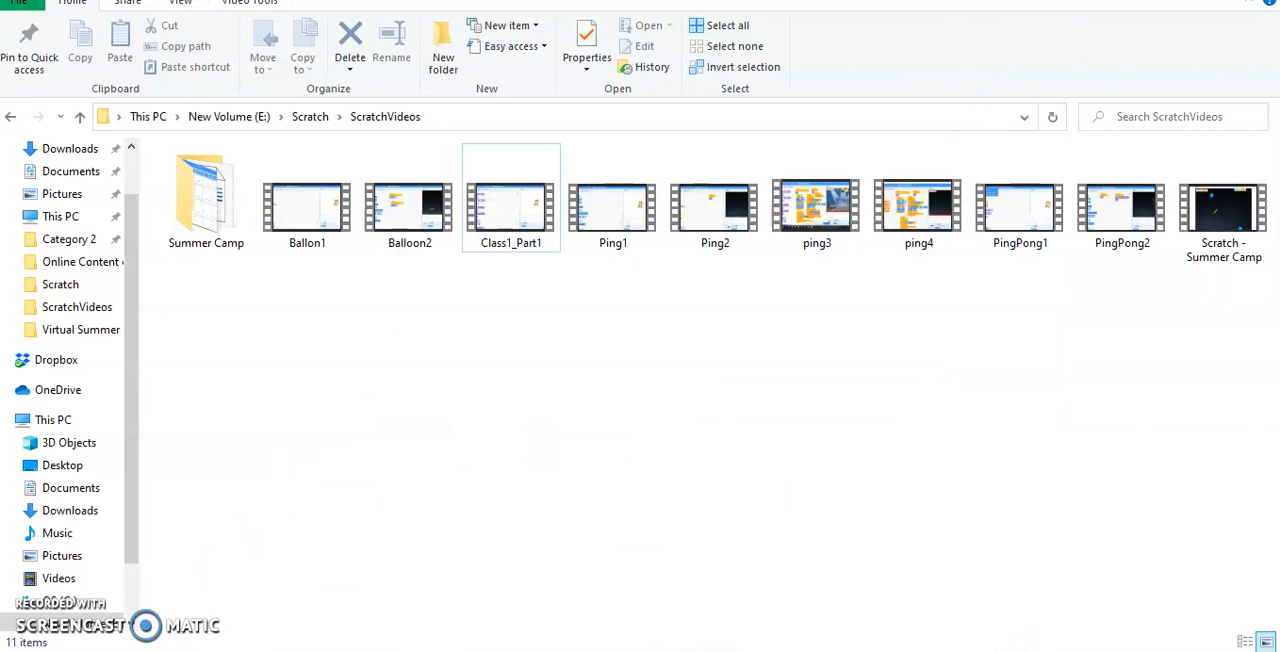 File Home Share View Video Tools
Cut
Copy path
Paste shortcut
Pin to Quick access
Copy
Paste
Clipboard
Move to
Copy to
Delete
Rename
Organize
New folder
New item
Easy access
New
Properties
Open
Edit
History
Open
Select all
Select none
Invert selection
Select
This PC > New Volume (E:) > Scratch > ScratchVideos
Search ScratchVideos
Downloads
Documents
Pictures
This PC
Category 2
Online Content
Scratch
ScratchVideos
Virtual Summer
Dropbox
OneDrive
This PC
3D Objects
Desktop
Documents
Downloads
Music
Pictures
Videos
Summer Camp
Ballon1
Balloon2
Class1_Part1
Ping1
Ping2
ping3
ping4
PingPong1
PingPong2
Scratch -
Summer Camp
RECORDED WITH
SCREENCAST MATIC
11 items